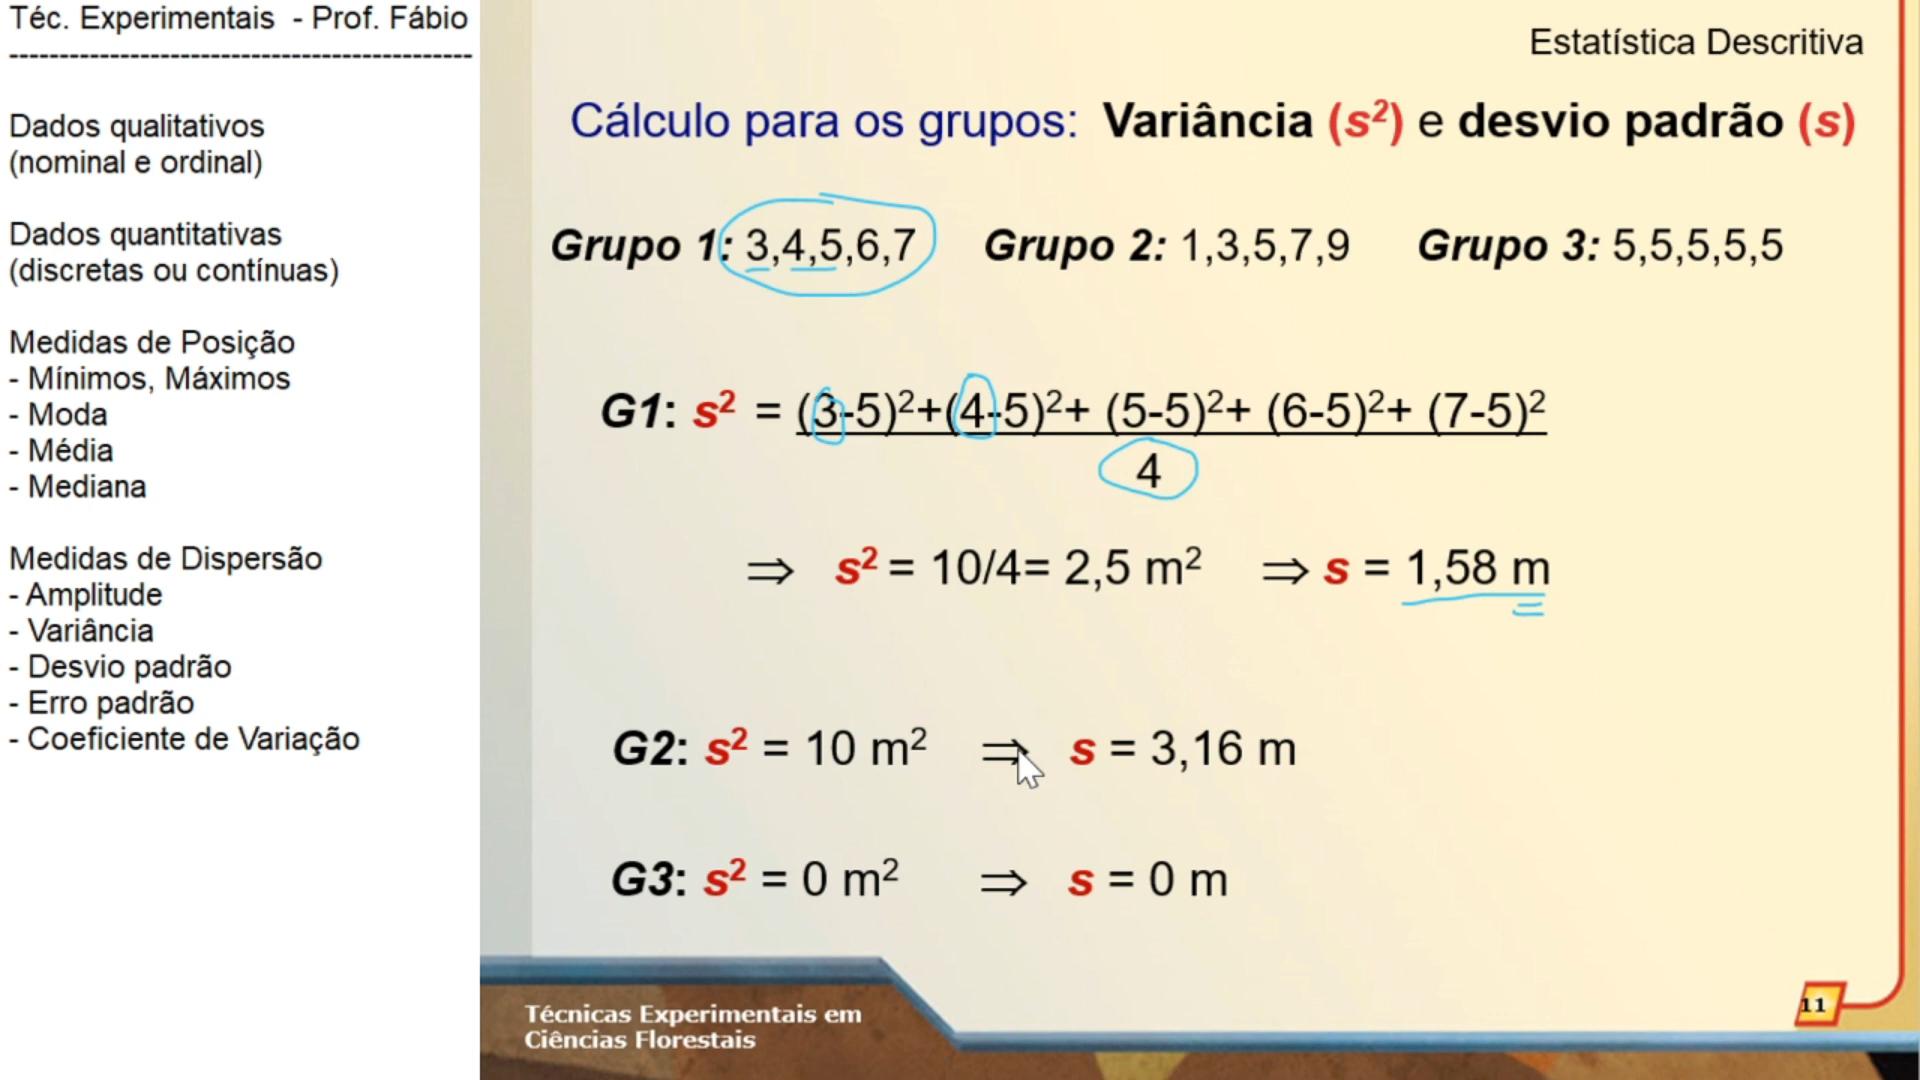 Téc. Experimentais - Prof. Fábio
----------------------------------------------
Dados qualitativos
(nominal e ordinal)
Dados quantitativas
(discretas ou contínuas)
Medidas de Posição
- Mínimos, Máximos
- Moda
- Média
- Mediana
Medidas de Dispersão
- Amplitude
- Variância
- Desvio padrão
- Erro padrão
- Coeficiente de Variação
Estatística Descritiva
Cálculo para os grupos: Variância (s²) e desvio padrão (s)
Grupo 1: 3,4,5,6,7 Grupo 2: 1,3,5,7,9 Grupo 3: 5,5,5,5,5
G1: s² = (3-5)²+(4-5)²+ (5-5)²+ (6-5)²+ (7-5)²
4
⇒ s² = 10/4= 2,5 m² ⇒ s = 1,58 m
G2: s² = 10 m² ⇒ s = 3,16 m
G3: s² = 0 m² ⇒ s = 0 m
Técnicas Experimentais em
Ciências Florestais
11